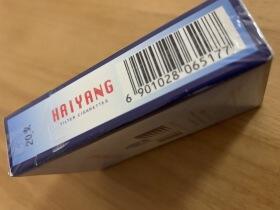 HAIYANG
FILTER CIGARETTES
20支
6 901028 065177